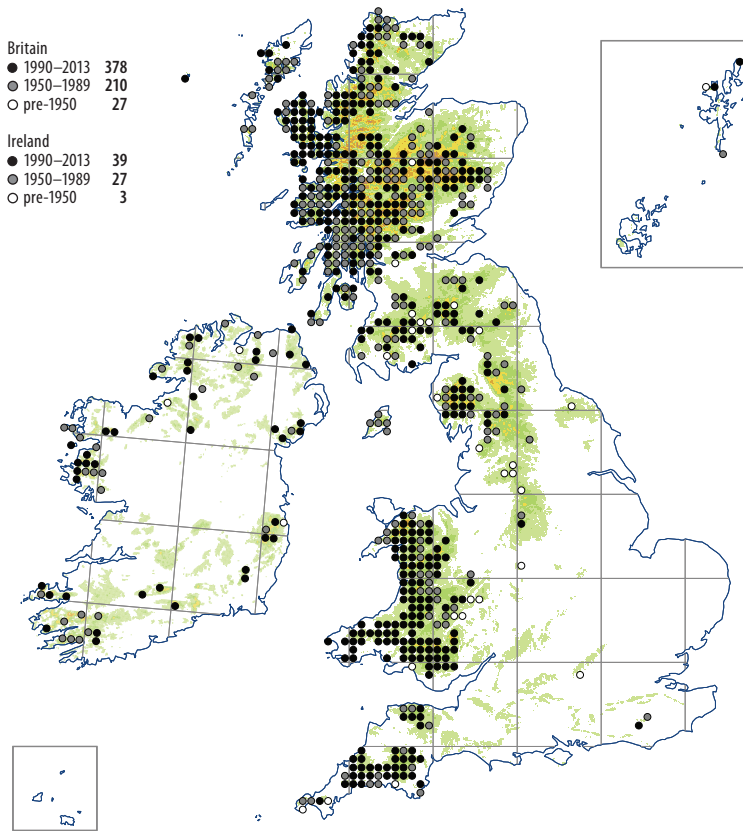 Britain
1990–2013 378
1950–1989 210
pre-1950 27
Ireland
1990–2013 39
1950–1989 27
pre-1950 3